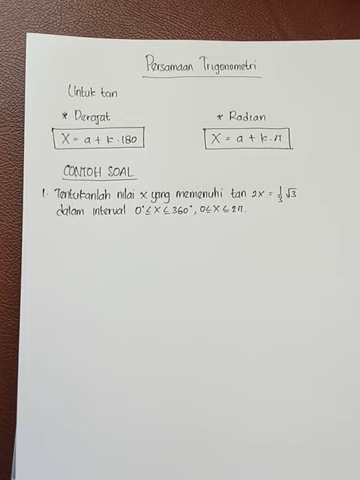 Persamaan Trigonometri
Untuk tan
* Derajat
X = a + k . 180
* Radian
X = a + k . π
CONTOH SOAL
1. Tentukanlah nilai x yang memenuhi tan 2x = 1/3 √3
dalam interval 0° ≤ x ≤ 360°, 0 ≤ x ≤ 2π.